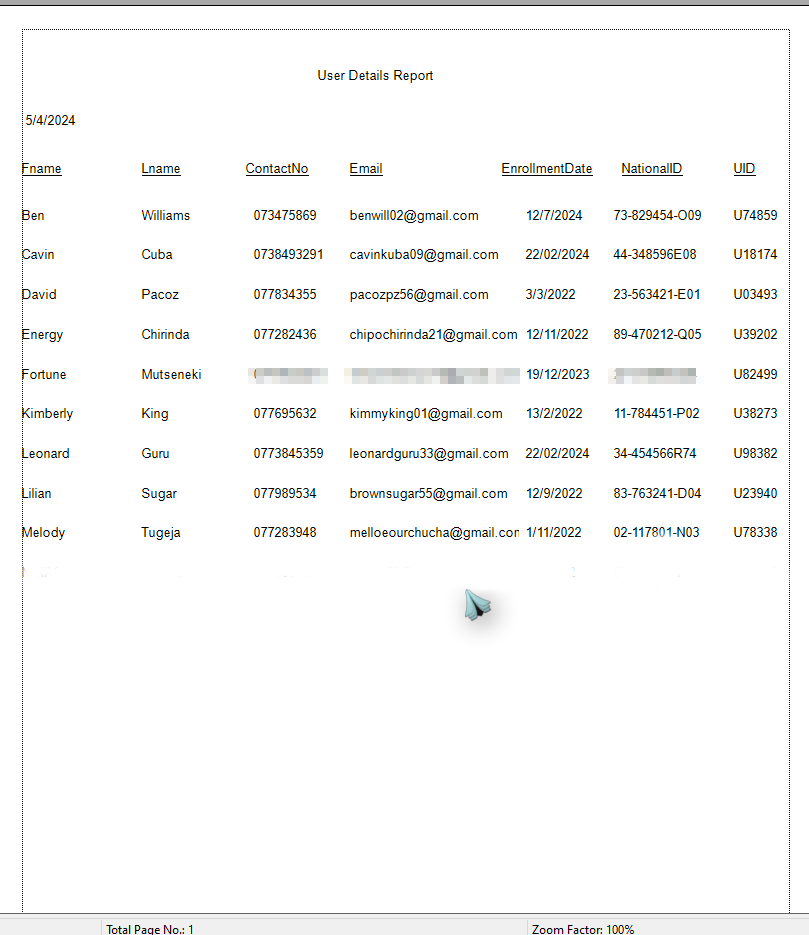 User Details Report
5/4/2024
Fname Lname ContactNo Email EnrollmentDate NationalID UID
Ben Williams 073475869 benwill02@gmail.com 12/7/2024 73-829454-O09 U74859
Cavin Cuba 0738493291 cavinkuba09@gmail.com 22/02/2024 44-348596E08 U18174
David Pacoz 077834355 pacozpz56@gmail.com 3/3/2022 23-563421-E01 U03493
Energy Chirinda 077282436 chipochirinda21@gmail.com 12/11/2022 89-470212-Q05 U39202
Fortune Mutseneki 19/12/2023 U82499
Kimberly King 077695632 kimmyking01@gmail.com 13/2/2022 11-784451-P02 U38273
Leonard Guru 0773845359 leonardguru33@gmail.com 22/02/2024 34-454566R74 U98382
Lilian Sugar 077989534 brownsugar55@gmail.com 12/9/2022 83-763241-D04 U23940
Melody Tugeja 077283948 melloeourchucha@gmail.con 1/11/2022 02-117801-N03 U78338
Total Page No.: 1 Zoom Factor: 100%